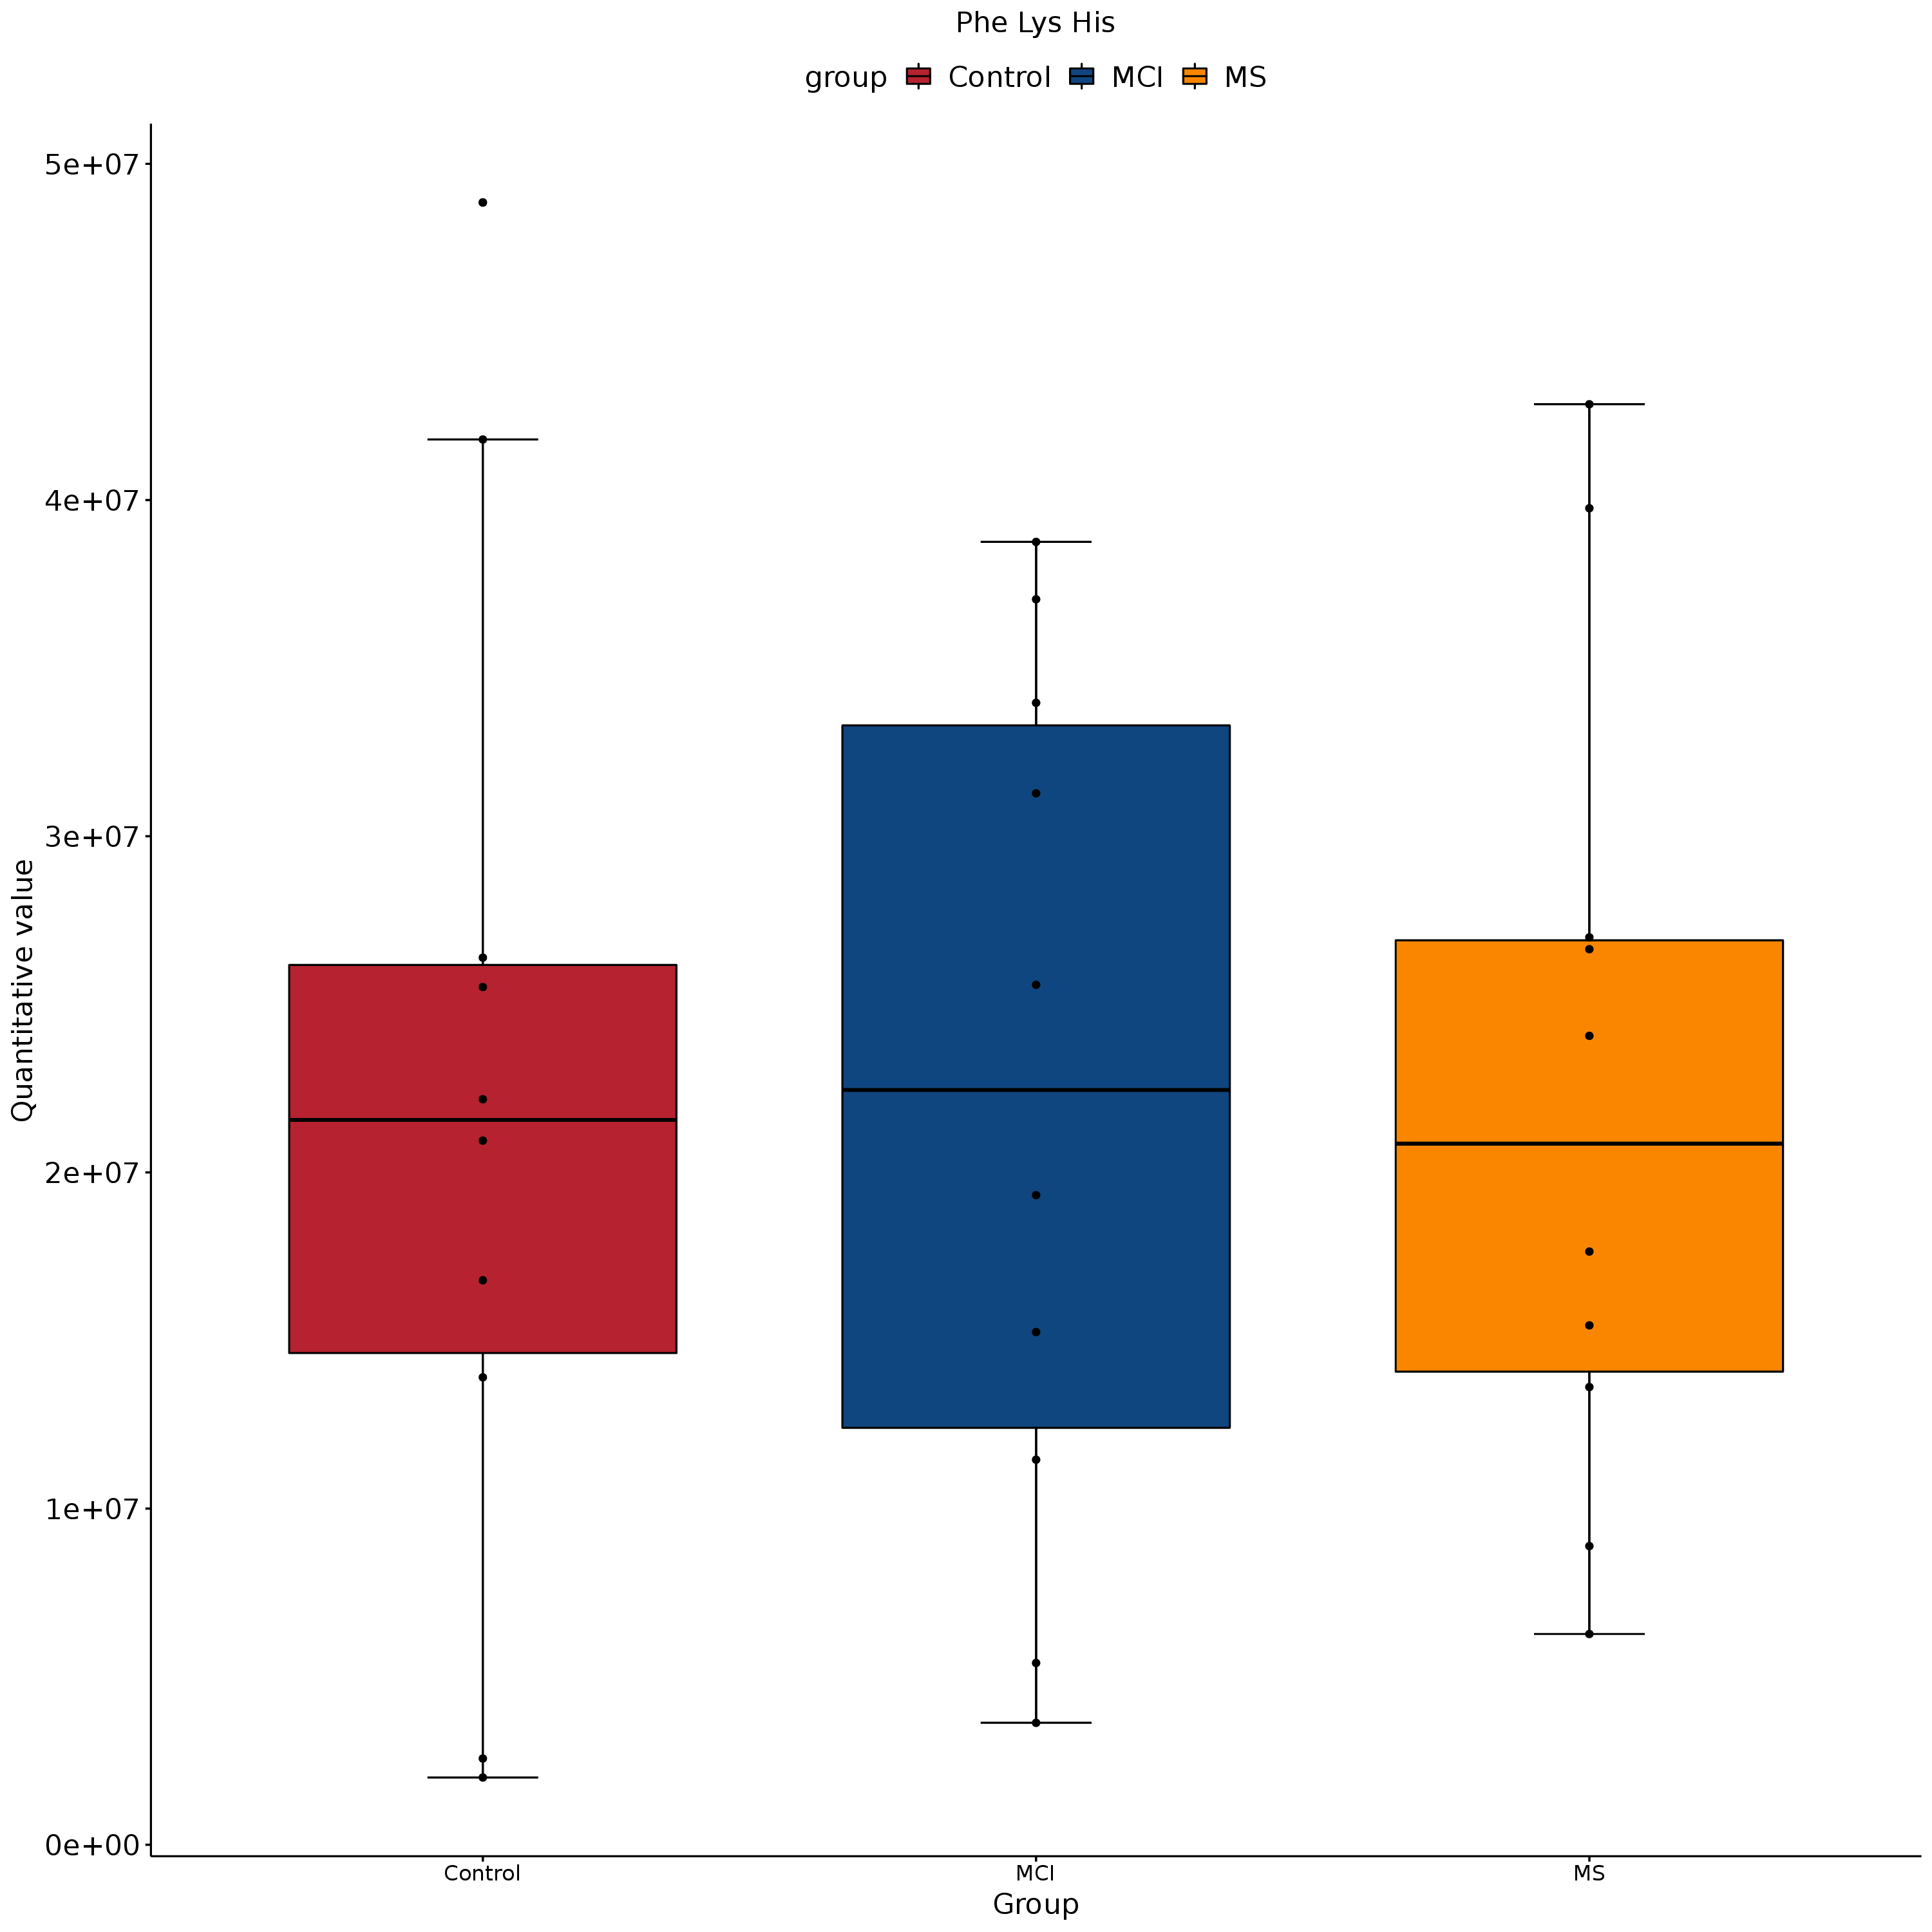 Phe Lys His
group Control MCI MS
5e+07
4e+07
3e+07
2e+07
1e+07
0e+00
Quantitative value
Control MCI MS
Group